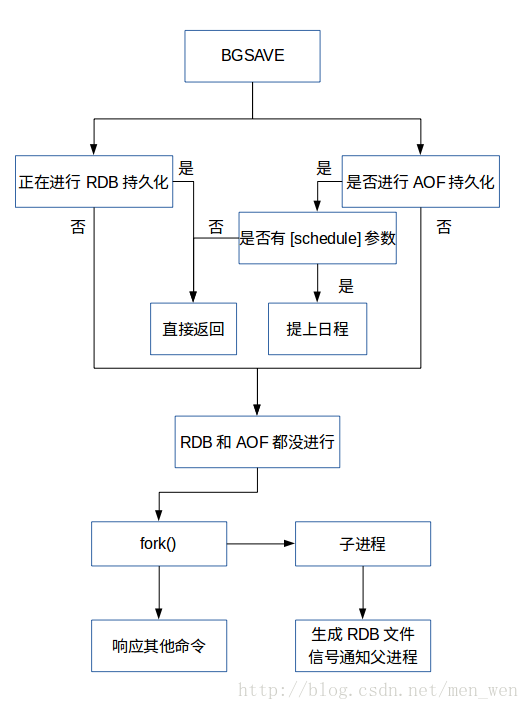 BGSAVE
正在进行 RDB 持久化
是
是
是否进行 AOF 持久化
否
否
是否有 [schedule] 参数
否
是
直接返回
提上日程
RDB 和 AOF 都没进行
fork()
子进程
响应其他命令
生成 RDB 文件
信号通知父进程
http://blog.csdn.net/men_wen